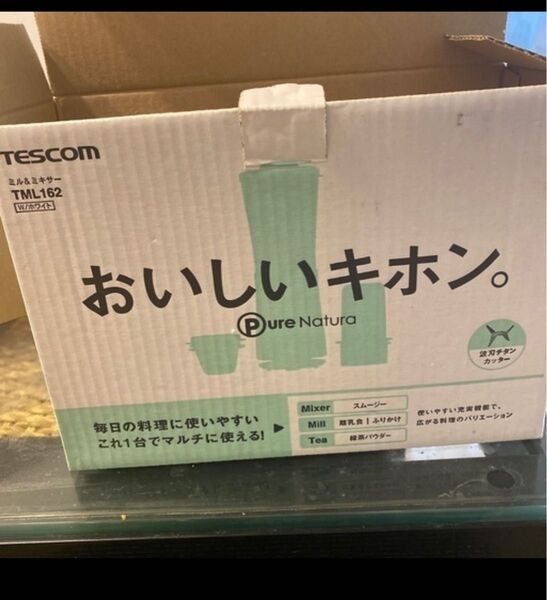 TESCOM
ミル&ミキサー
TML162
W/ホワイト
おいしいキホン。
Pure Natura
波刃チタン
カッター
毎日の料理に使いやすい
これ1台でマルチに使える!
Mixer スムージー
Mill 離乳食 | ふりかけ
Tea 緑茶パウダー
使いやすい充実機能で、
広がる料理のバリエーション